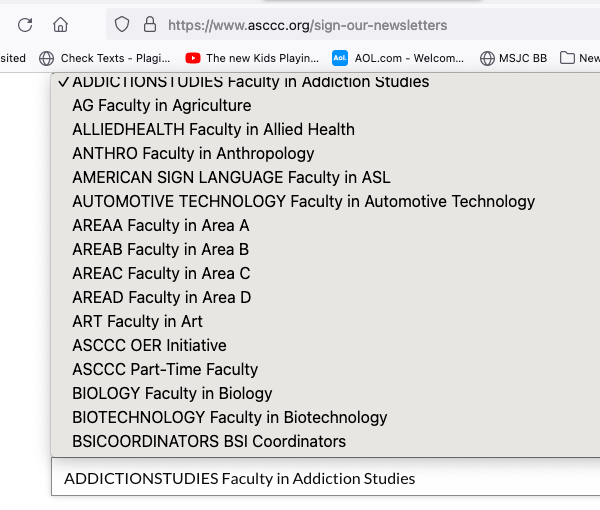 https://www.asccc.org/sign-our-newsletters
sited Check Texts - Plagi... The new Kids Playin... Aol. AOL.com - Welcom... MSJC BB New
ADDICTIONSTUDIES Faculty in Addiction Studies
AG Faculty in Agriculture
ALLIEDHEALTH Faculty in Allied Health
ANTHRO Faculty in Anthropology
AMERICAN SIGN LANGUAGE Faculty in ASL
AUTOMOTIVE TECHNOLOGY Faculty in Automotive Technology
AREAA Faculty in Area A
AREAB Faculty in Area B
AREAC Faculty in Area C
AREAD Faculty in Area D
ART Faculty in Art
ASCCC OER Initiative
ASCCC Part-Time Faculty
BIOLOGY Faculty in Biology
BIOTECHNOLOGY Faculty in Biotechnology
BSICOORDINATORS BSI Coordinators
ADDICTIONSTUDIES Faculty in Addiction Studies